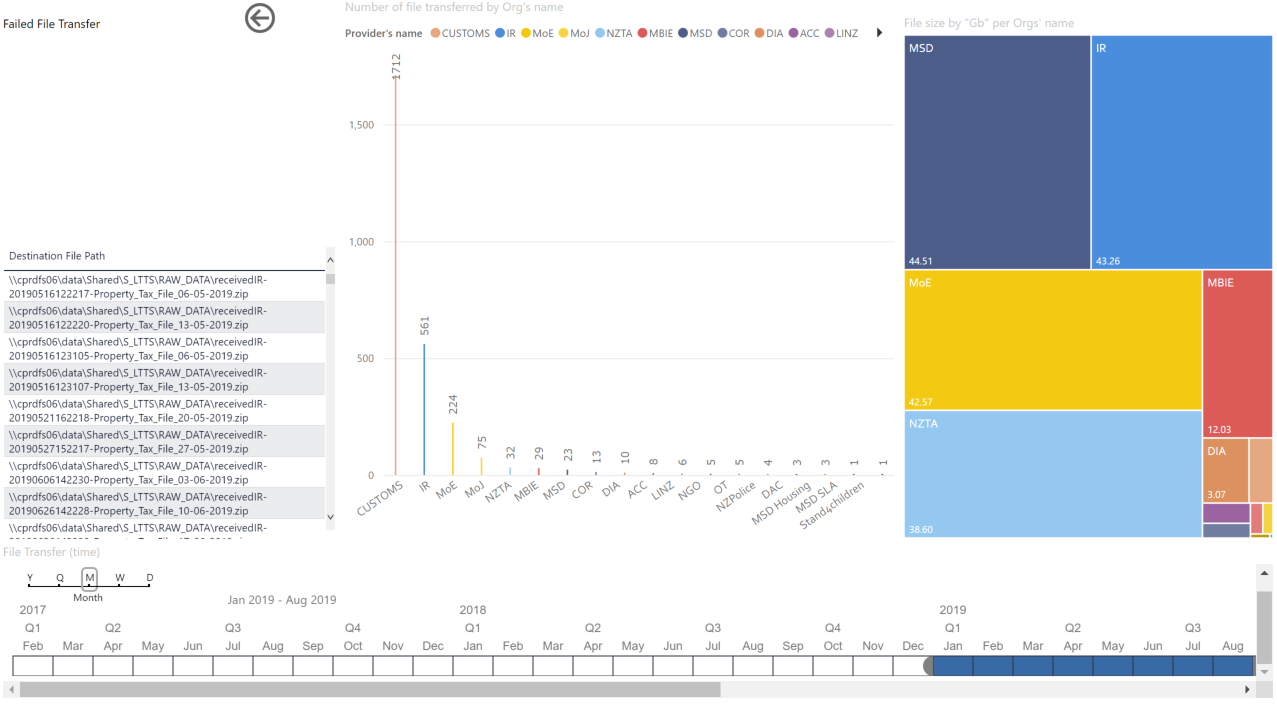 Failed File Transfer
Number of file transferred by Org's name
Provider's name CUSTOMS IR MoE MoJ NZTA MBIE MSD COR DIA ACC LINZ
1712
1,500
1,000
500
0
561
224
75
32
29
23
13
10
8
6
5
5
4
3
3
1
1
CUSTOMS
IR
MoE
MoJ
NZTA
MBIE
MSD
COR
DIA
ACC
LINZ
NGO
OT
NZPolice
DAC
MSD Housing
MSD SLA
Stand4children
File size by "Gb" per Orgs' name
MSD
44.51
IR
43.26
MoE
42.57
MBIE
12.03
NZTA
38.60
DIA
3.07
Destination File Path
\\cprdfs06\data\Shared\S_LTTS\RAW_DATA\receivedIR-
20190516122217-Property_Tax_File_06-05-2019.zip
\\cprdfs06\data\Shared\S_LTTS\RAW_DATA\receivedIR-
20190516122220-Property_Tax_File_13-05-2019.zip
\\cprdfs06\data\Shared\S_LTTS\RAW_DATA\receivedIR-
20190516123105-Property_Tax_File_06-05-2019.zip
\\cprdfs06\data\Shared\S_LTTS\RAW_DATA\receivedIR-
20190516123107-Property_Tax_File_13-05-2019.zip
\\cprdfs06\data\Shared\S_LTTS\RAW_DATA\receivedIR-
20190521162218-Property_Tax_File_20-05-2019.zip
\\cprdfs06\data\Shared\S_LTTS\RAW_DATA\receivedIR-
20190527152217-Property_Tax_File_27-05-2019.zip
\\cprdfs06\data\Shared\S_LTTS\RAW_DATA\receivedIR-
20190606142230-Property_Tax_File_03-06-2019.zip
\\cprdfs06\data\Shared\S_LTTS\RAW_DATA\receivedIR-
20190626142228-Property_Tax_File_10-06-2019.zip
\\cprdfs06\data\Shared\S_LTTS\RAW_DATA\receivedIR-
File Transfer (time)
Y Q M W D
Month
Jan 2019 - Aug 2019
2017 2018 2019
Q1 Q2 Q3 Q4 Q1 Q2 Q3 Q4 Q1 Q2 Q3
Feb Mar Apr May Jun Jul Aug Sep Oct Nov Dec Jan Feb Mar Apr May Jun Jul Aug Sep Oct Nov Dec Jan Feb Mar Apr May Jun Jul Aug